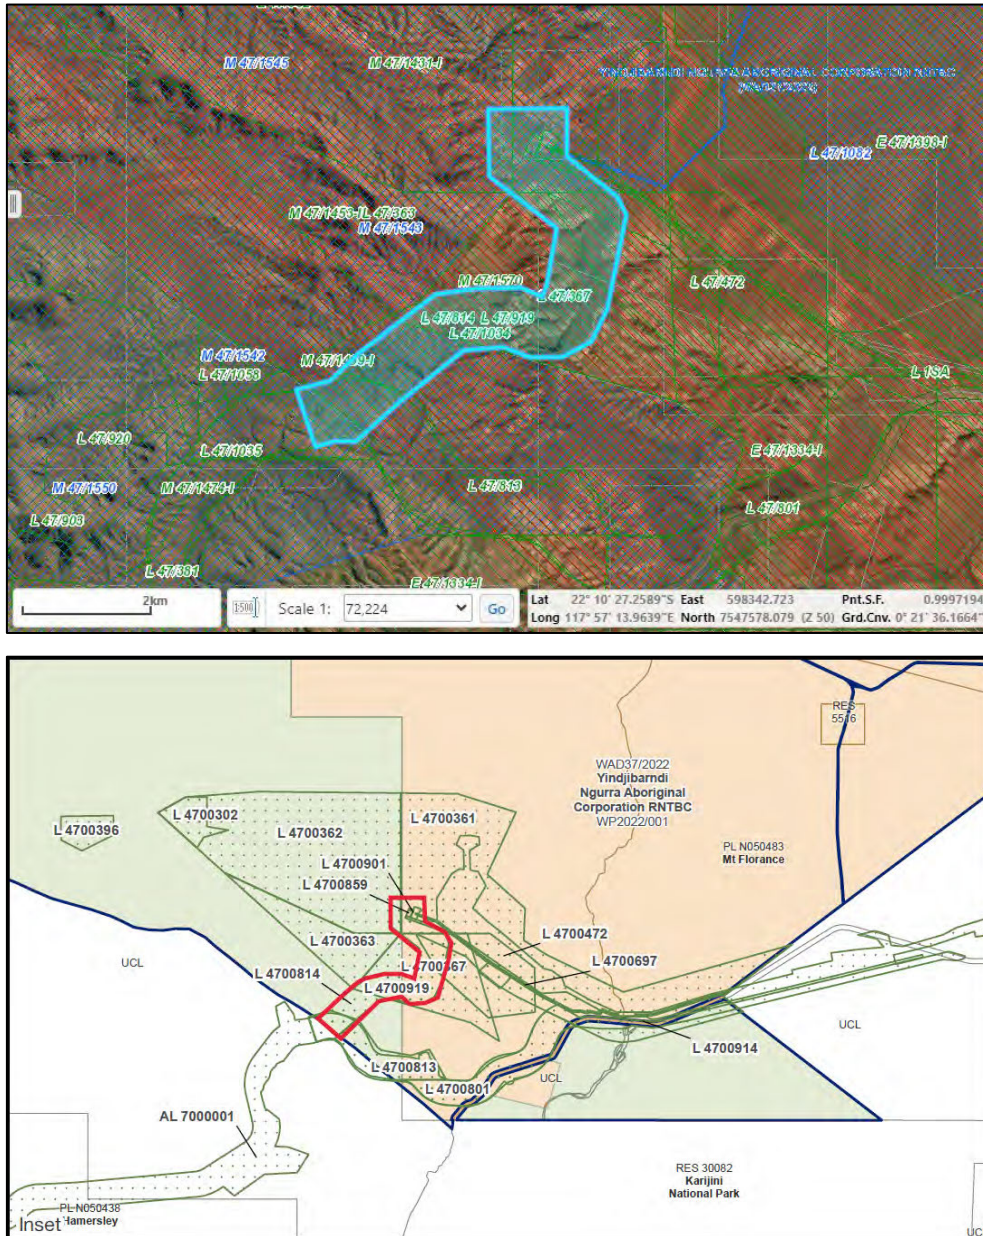 M 47/1545
M 47/1431-I
YINDJIBARNDI NGURRA ABORIGINAL CORPORATION RNTBC
L 47/1082
E 47/1398-I
M 47/1453-I
L 47/363
M 47/1543
M 47/1570
L 47/367
L 47/472
L 47/814
L 47/919
L 47/1034
M 47/1542
L 47/1058
L 1SA
L 47/920
L 47/1035
E 47/1334-I
M 47/1550
M 47/1474-I
L 47/813
L 47/903
L 47/801
L 47/381
E 47/1334-I
2km
1:500
Scale 1:
72,224
Go
Lat 22° 10' 27.2589"S East 598342.723 Pnt.S.F. 0.9997194
Long 117° 57' 13.9639"E North 7547578.079 (Z 50) Grd.Cnv. 0° 21' 36.1664"
RES
5516
WAD37/2022
Yindjibarndi
Ngurra Aboriginal
Corporation RNTBC
WP2022/001
L 4700302
L 4700396
L 4700362
L 4700361
PL N050483
Mt Florance
L 4700901
L 4700859
L 4700472
L 4700363
L 4700697
UCL
L 4700814
L 4700919
UCL
L 4700914
L 4700813
UCL
L 4700801
AL 7000001
RES 30082
Karijini
National Park
PL N050438
Hamersley
Inset